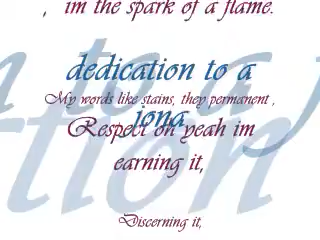 , im the spark of a flame.
dedication to a
My words like stains, they permanent ,
jona
Respect oh yeah im
earning it,
Discerning it,